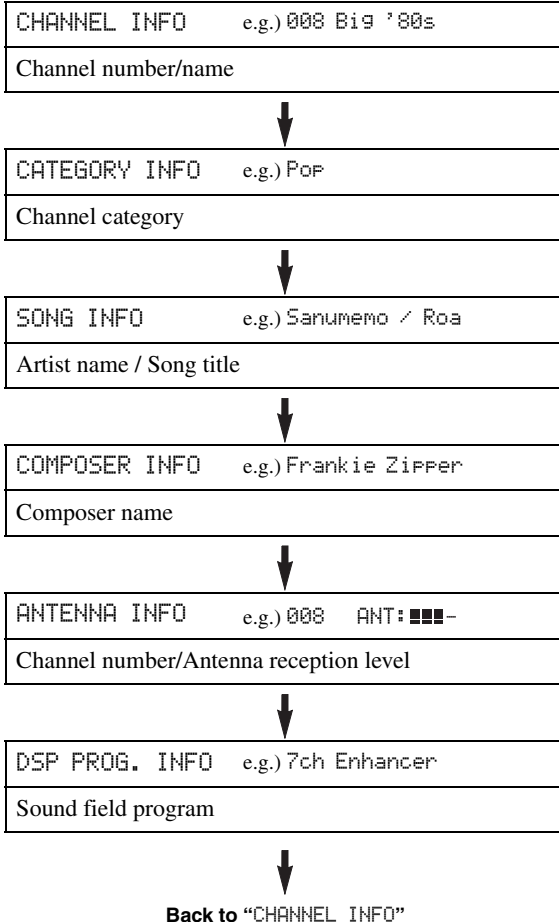 CHANNEL INFO e.g.) 008 Big '80s
Channel number/name
CATEGORY INFO e.g.) Pop
Channel category
SONG INFO e.g.) Sanumemo / Roa
Artist name / Song title
COMPOSER INFO e.g.) Frankie Zipper
Composer name
ANTENNA INFO e.g.) 008 ANT:▮▮▮-
Channel number/Antenna reception level
DSP PROG. INFO e.g.) 7ch Enhancer
Sound field program
Back to “CHANNEL INFO”